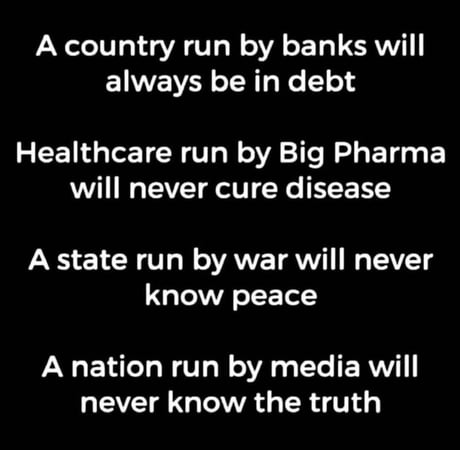 A country run by banks will
always be in debt
Healthcare run by Big Pharma
will never cure disease
A state run by war will never
know peace
A nation run by media will
never know the truth